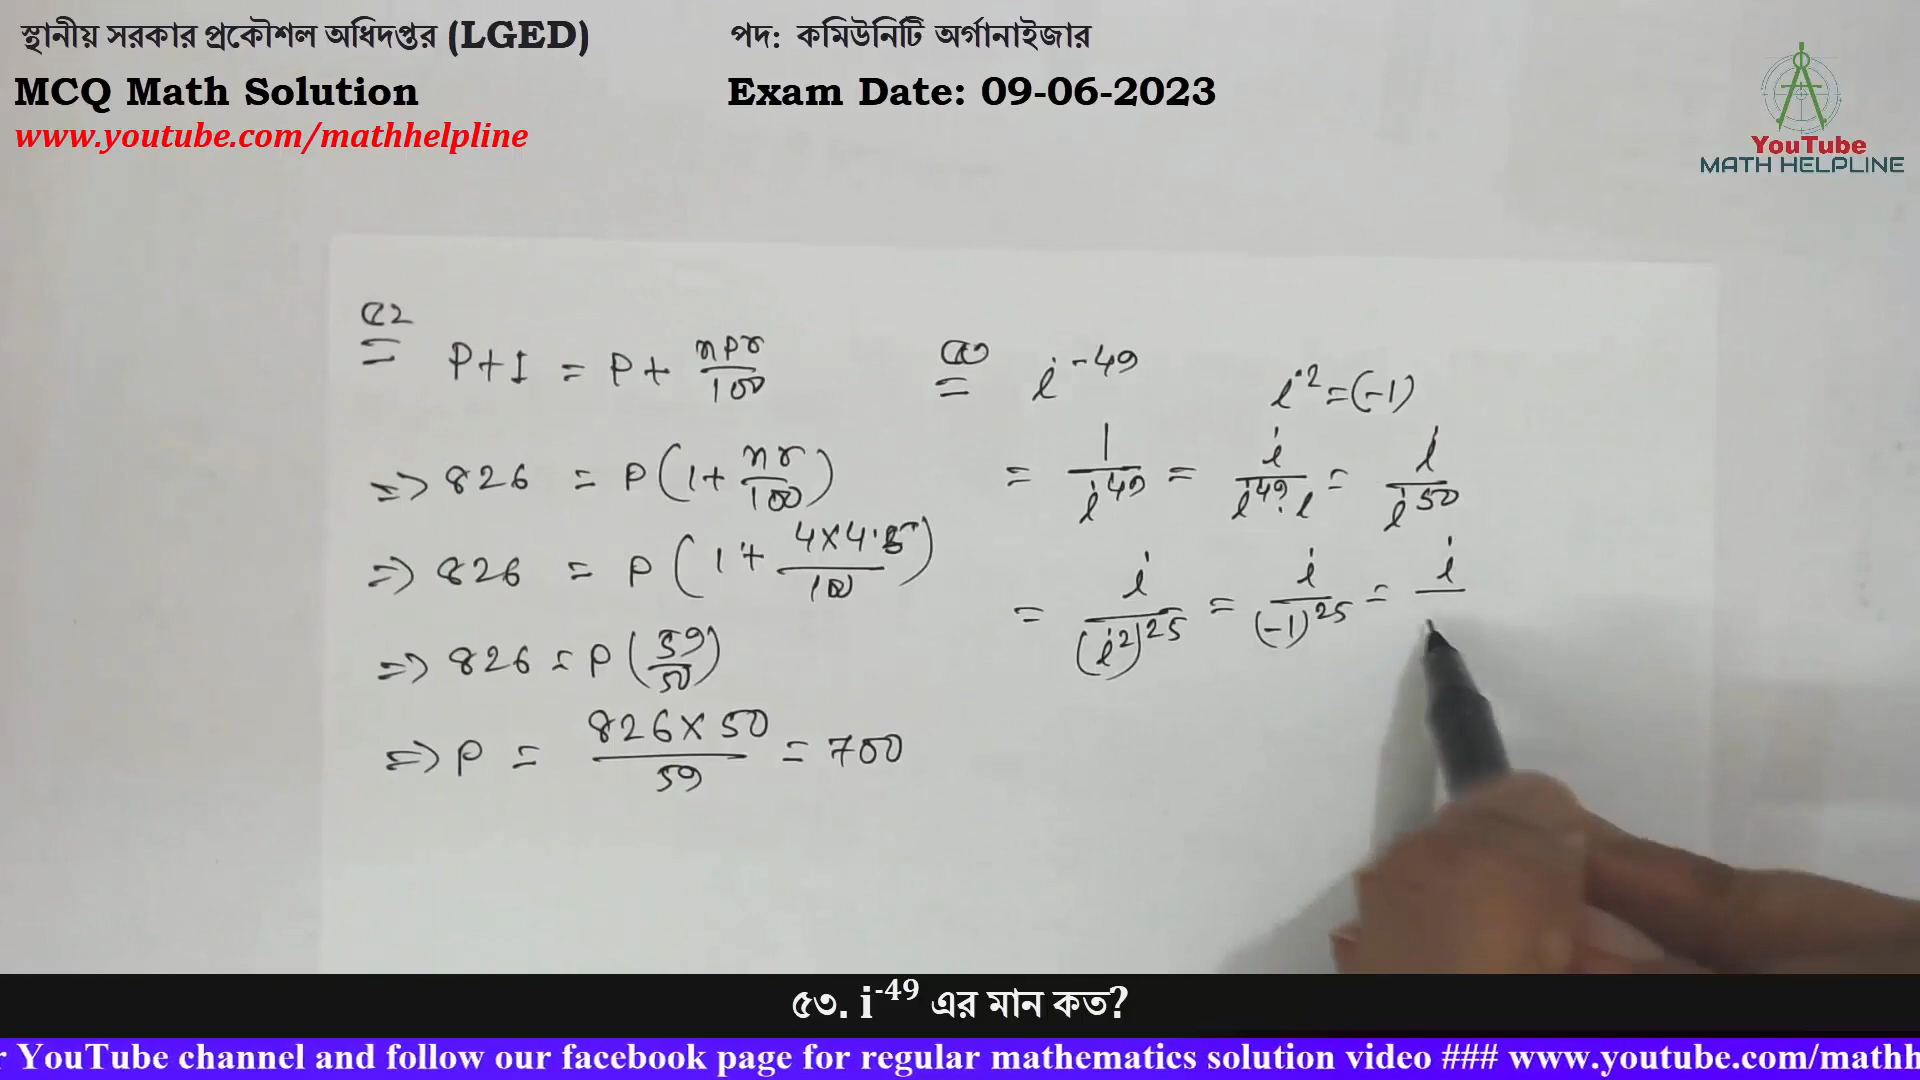 স্থানীয় সরকার প্রকৌশল অধিদপ্তর (LGED)
পদ: কমিউনিটি অর্গানাইজার
MCQ Math Solution
Exam Date: 09-06-2023
www.youtube.com/mathhelpline
YouTube
MATH HELPLINE
৫২
P+I = P + npr/100
=> 826 = P(1 + nr/100)
=> 826 = P(1 + 4×4.5/100)
=> 826 = P(59/50)
=> P = 826×50/59 = 700
৫৩
i^-49
i^2 = (-1)
= 1/i^49 = i/i^49.i = i/i^50
= i/(i^2)^25 = i/(-1)^25 = i/
৫৩. i^-49 এর মান কত?
YouTube channel and follow our facebook page for regular mathematics solution video ### www.youtube.com/mathh